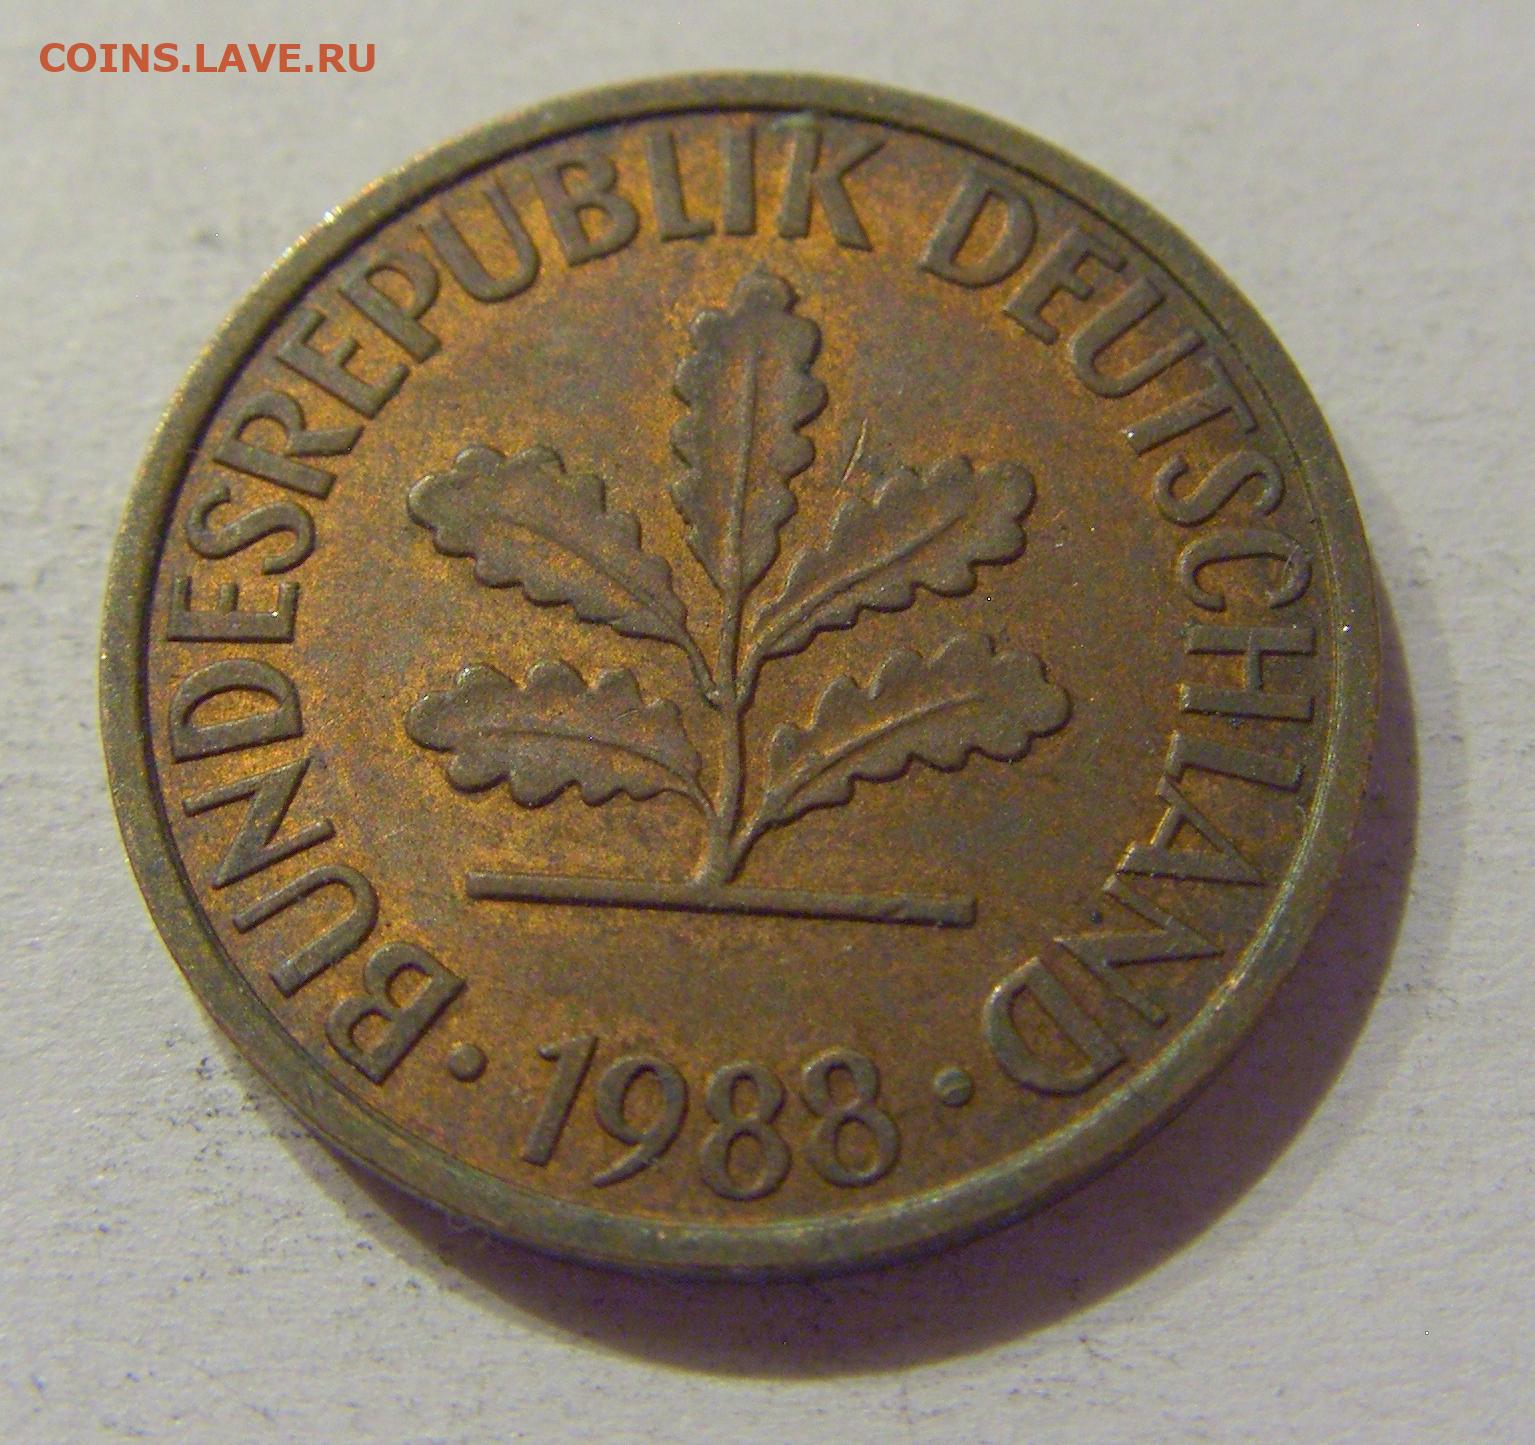 COINS.LAVE.RU
BUNDESREPUBLIK DEUTSCHLAND
· 1988 ·